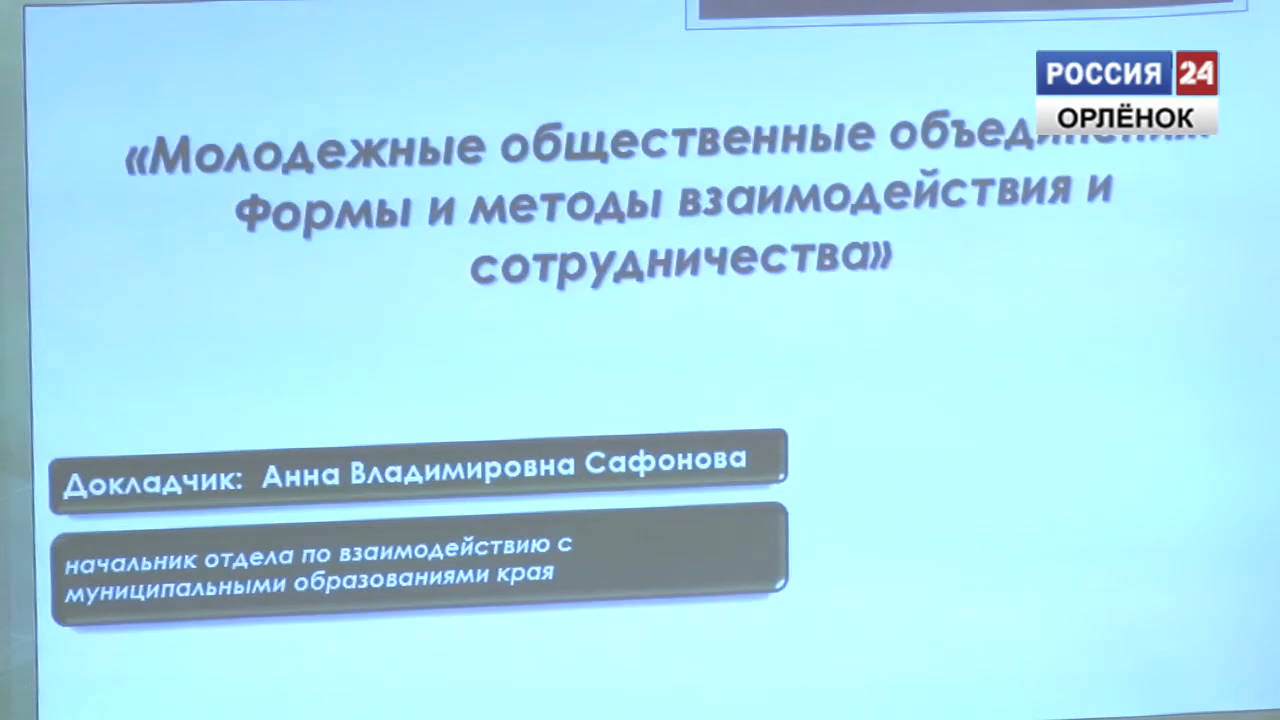 РОССИЯ 24
ОРЛЁНОК
«Молодежные общественные
Формы и методы взаимодействия и
сотрудничества»
Докладчик: Анна Владимировна Сафонова
начальник отдела по взаимодействию с
муниципальными образованиями края